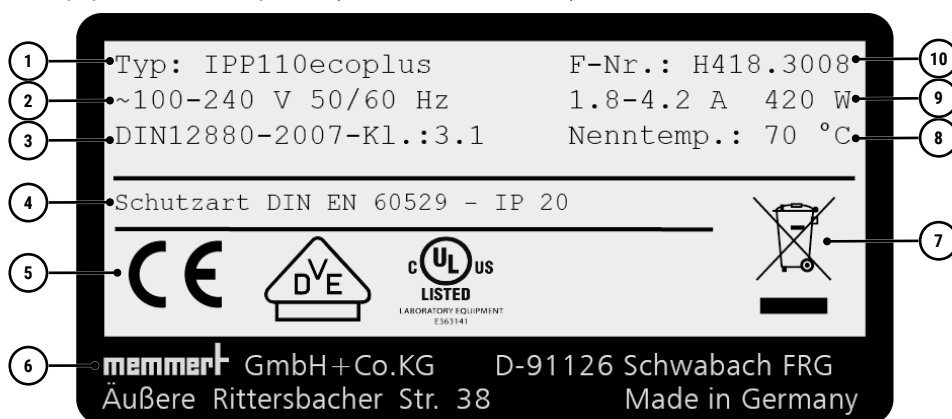 1 Typ: IPP110ecoplus F-Nr.: H418.3008 10
2 ~100-240 V 50/60 Hz 1.8-4.2 A 420 W 9
3 DIN12880-2007-Kl.:3.1 Nenntemp.: 70 °C 8
4 Schutzart DIN EN 60529 - IP 20
5 CE DVE C UL US 7
LISTED
LABORATORY EQUIPMENT
E363141
6 memmert GmbH+Co.KG D-91126 Schwabach FRG
Äußere Rittersbacher Str. 38 Made in Germany